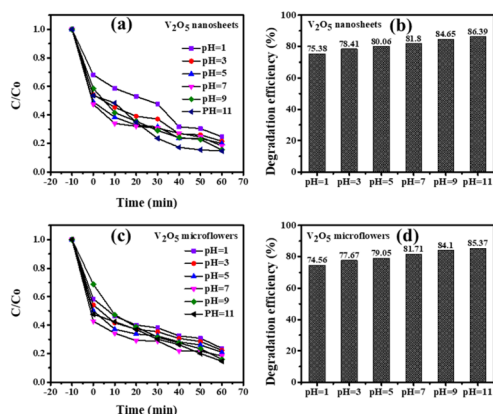 (a)
V₂O₅ nanosheets
pH=1
pH=3
pH=5
pH=7
pH=9
PH=11
C/Co
1.0
0.8
0.6
0.4
0.2
0.0
-20 -10 0 10 20 30 40 50 60 70
Time (min)
V₂O₅ nanosheets
(b)
Degradation efficiency (%)
100
80
60
40
20
0
75.38 78.41 80.06 81.8 84.65 86.39
pH=1 pH=3 pH=5 pH=7 pH=9 pH=11
(c)
V₂O₅ microflowers
pH=1
pH=3
pH=5
pH=7
pH=9
PH=11
C/Co
1.0
0.8
0.6
0.4
0.2
0.0
-20 -10 0 10 20 30 40 50 60 70
Time (min)
V₂O₅ microflowers
(d)
Degradation efficiency (%)
100
80
60
40
20
0
74.56 77.67 79.05 81.71 84.1 85.37
pH=1 pH=3 pH=5 pH=7 pH=9 pH=11